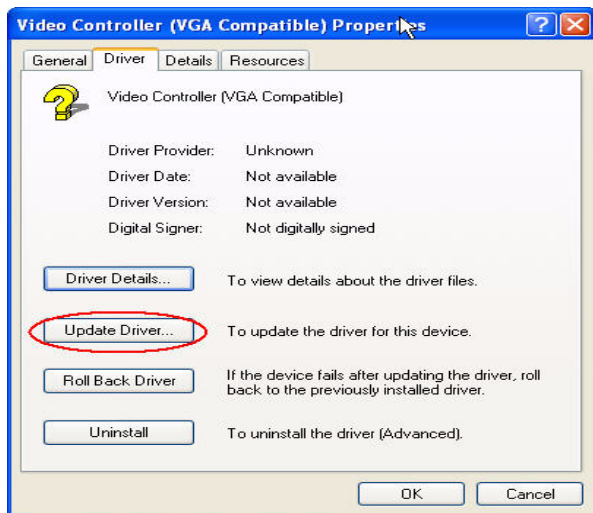 Video Controller (VGA Compatible) Properties
General Driver Details Resources
Video Controller (VGA Compatible)
Driver Provider: Unknown
Driver Date: Not available
Driver Version: Not available
Digital Signer: Not digitally signed
Driver Details... To view details about the driver files.
Update Driver... To update the driver for this device.
Roll Back Driver If the device fails after updating the driver, roll
back to the previously installed driver.
Uninstall To uninstall the driver (Advanced).
OK Cancel